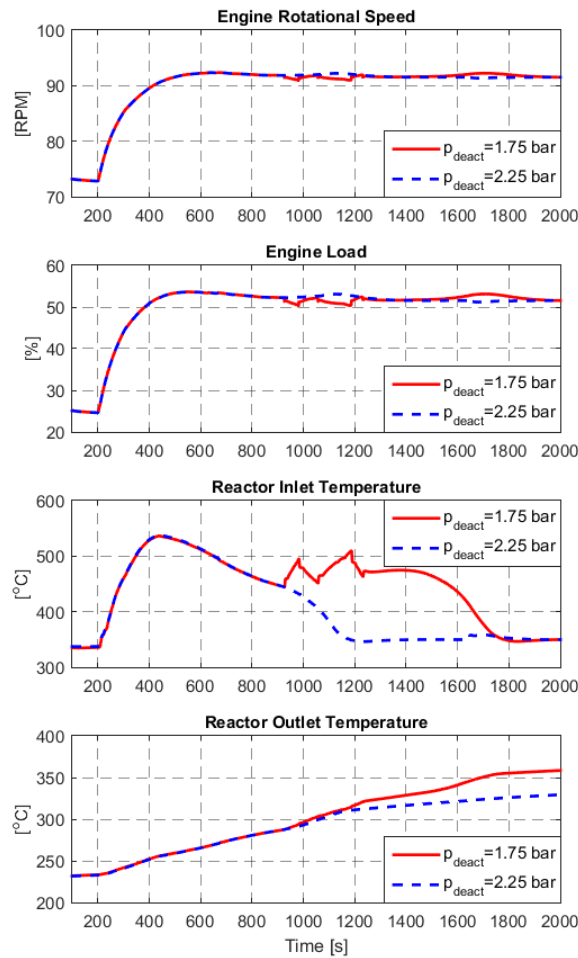 Engine Rotational Speed
100
90
80
70
[RPM]
p_deact=1.75 bar
p_deact=2.25 bar
200 400 600 800 1000 1200 1400 1600 1800 2000
Engine Load
60
50
40
30
20
[%]
p_deact=1.75 bar
p_deact=2.25 bar
200 400 600 800 1000 1200 1400 1600 1800 2000
Reactor Inlet Temperature
600
500
400
300
[°C]
p_deact=1.75 bar
p_deact=2.25 bar
200 400 600 800 1000 1200 1400 1600 1800 2000
Reactor Outlet Temperature
400
350
300
250
200
[°C]
p_deact=1.75 bar
p_deact=2.25 bar
200 400 600 800 1000 1200 1400 1600 1800 2000
Time [s]